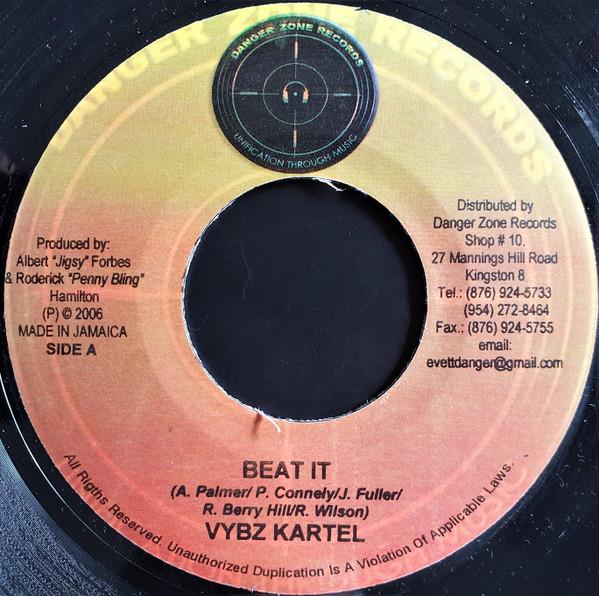 DANGER ZONE RECORDS
DANGER ZONE RECORDS
UNIFICATION THROUGH MUSIC
Produced by:
Albert "Jigsy" Forbes
& Roderick "Penny Bling"
Hamilton
(P) © 2006
MADE IN JAMAICA
SIDE A
Distributed by
Danger Zone Records
Shop # 10,
27 Mannings Hill Road
Kingston 8
Tel.: (876) 924-5733
(954) 272-8464
Fax.: (876) 924-5755
email:
evettdanger@gmail.com
BEAT IT
(A. Palmer/ P. Connely/J. Fuller/
R. Berry Hill/R. Wilson)
VYBZ KARTEL
All Rigths Reserved. Unauthorized Duplication Is A Violation Of Applicable Laws.